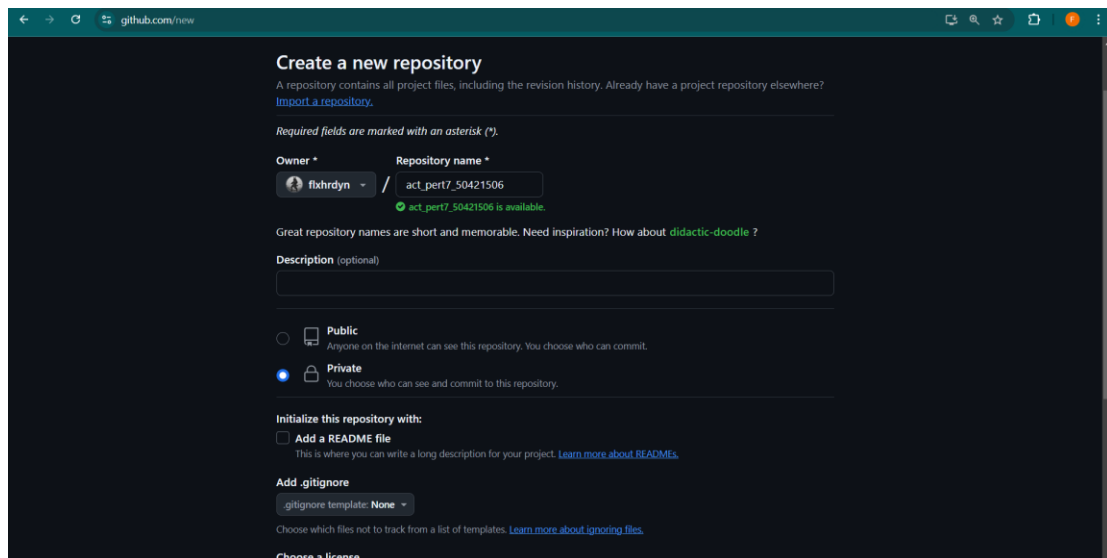 github.com/new
Create a new repository
A repository contains all project files, including the revision history. Already have a project repository elsewhere?
Import a repository.
Required fields are marked with an asterisk (*).
Owner * Repository name *
flxhrdyn / act_pert7_50421506
act_pert7_50421506 is available.
Great repository names are short and memorable. Need inspiration? How about didactic-doodle ?
Description (optional)
Public
Anyone on the internet can see this repository. You choose who can commit.
Private
You choose who can see and commit to this repository.
Initialize this repository with:
Add a README file
This is where you can write a long description for your project. Learn more about READMEs.
Add .gitignore
.gitignore template: None
Choose which files not to track from a list of templates. Learn more about ignoring files.
Choose a license